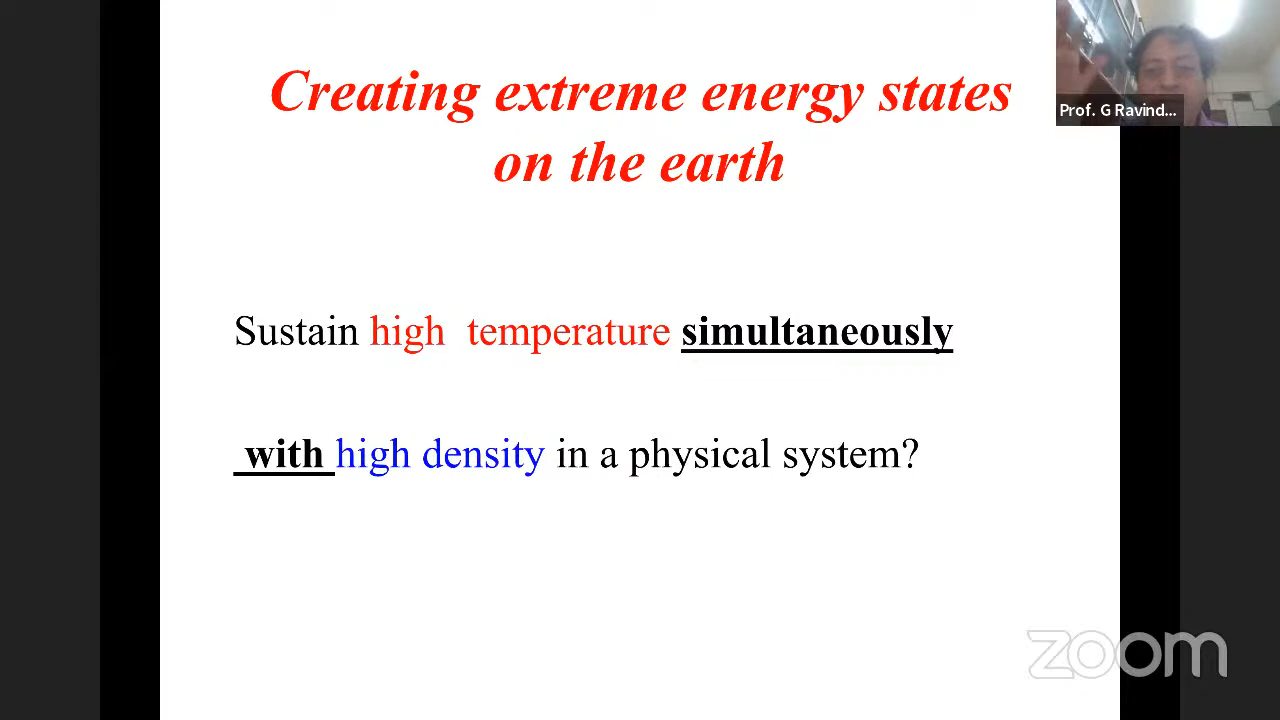 Creating extreme energy states
on the earth
Prof. G Ravind...
Sustain high temperature simultaneously
with high density in a physical system?
zoom